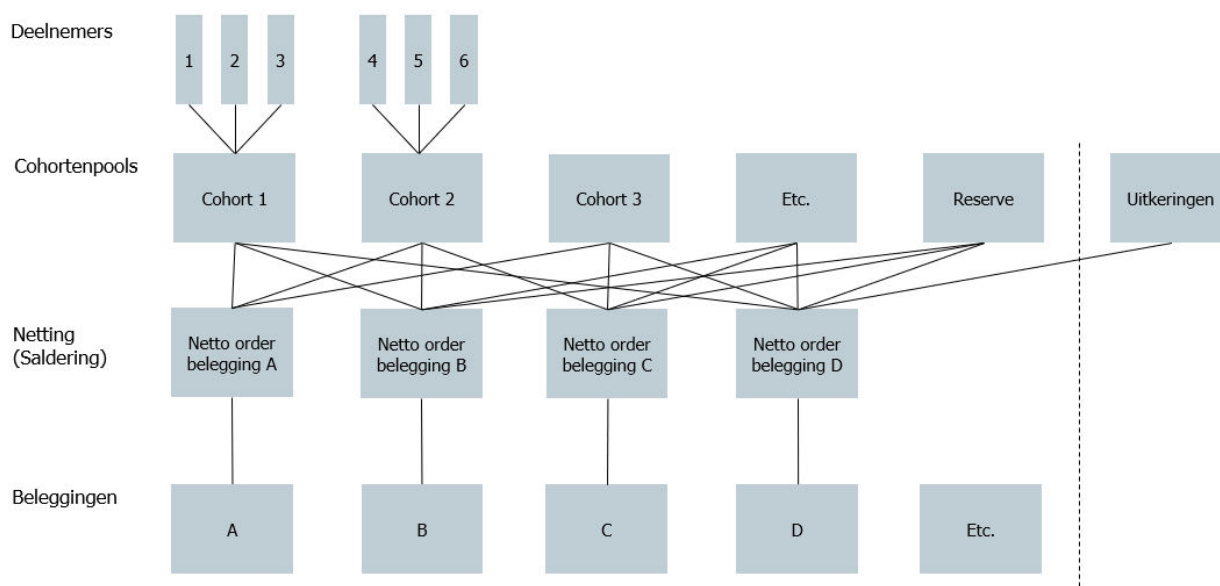 Deelnemers
1
2
3
4
5
6
Cohortenpools
Cohort 1
Cohort 2
Cohort 3
Etc.
Reserve
Uitkeringen
Netting
(Saldering)
Netto order
belegging A
Netto order
belegging B
Netto order
belegging C
Netto order
belegging D
Beleggingen
A
B
C
D
Etc.